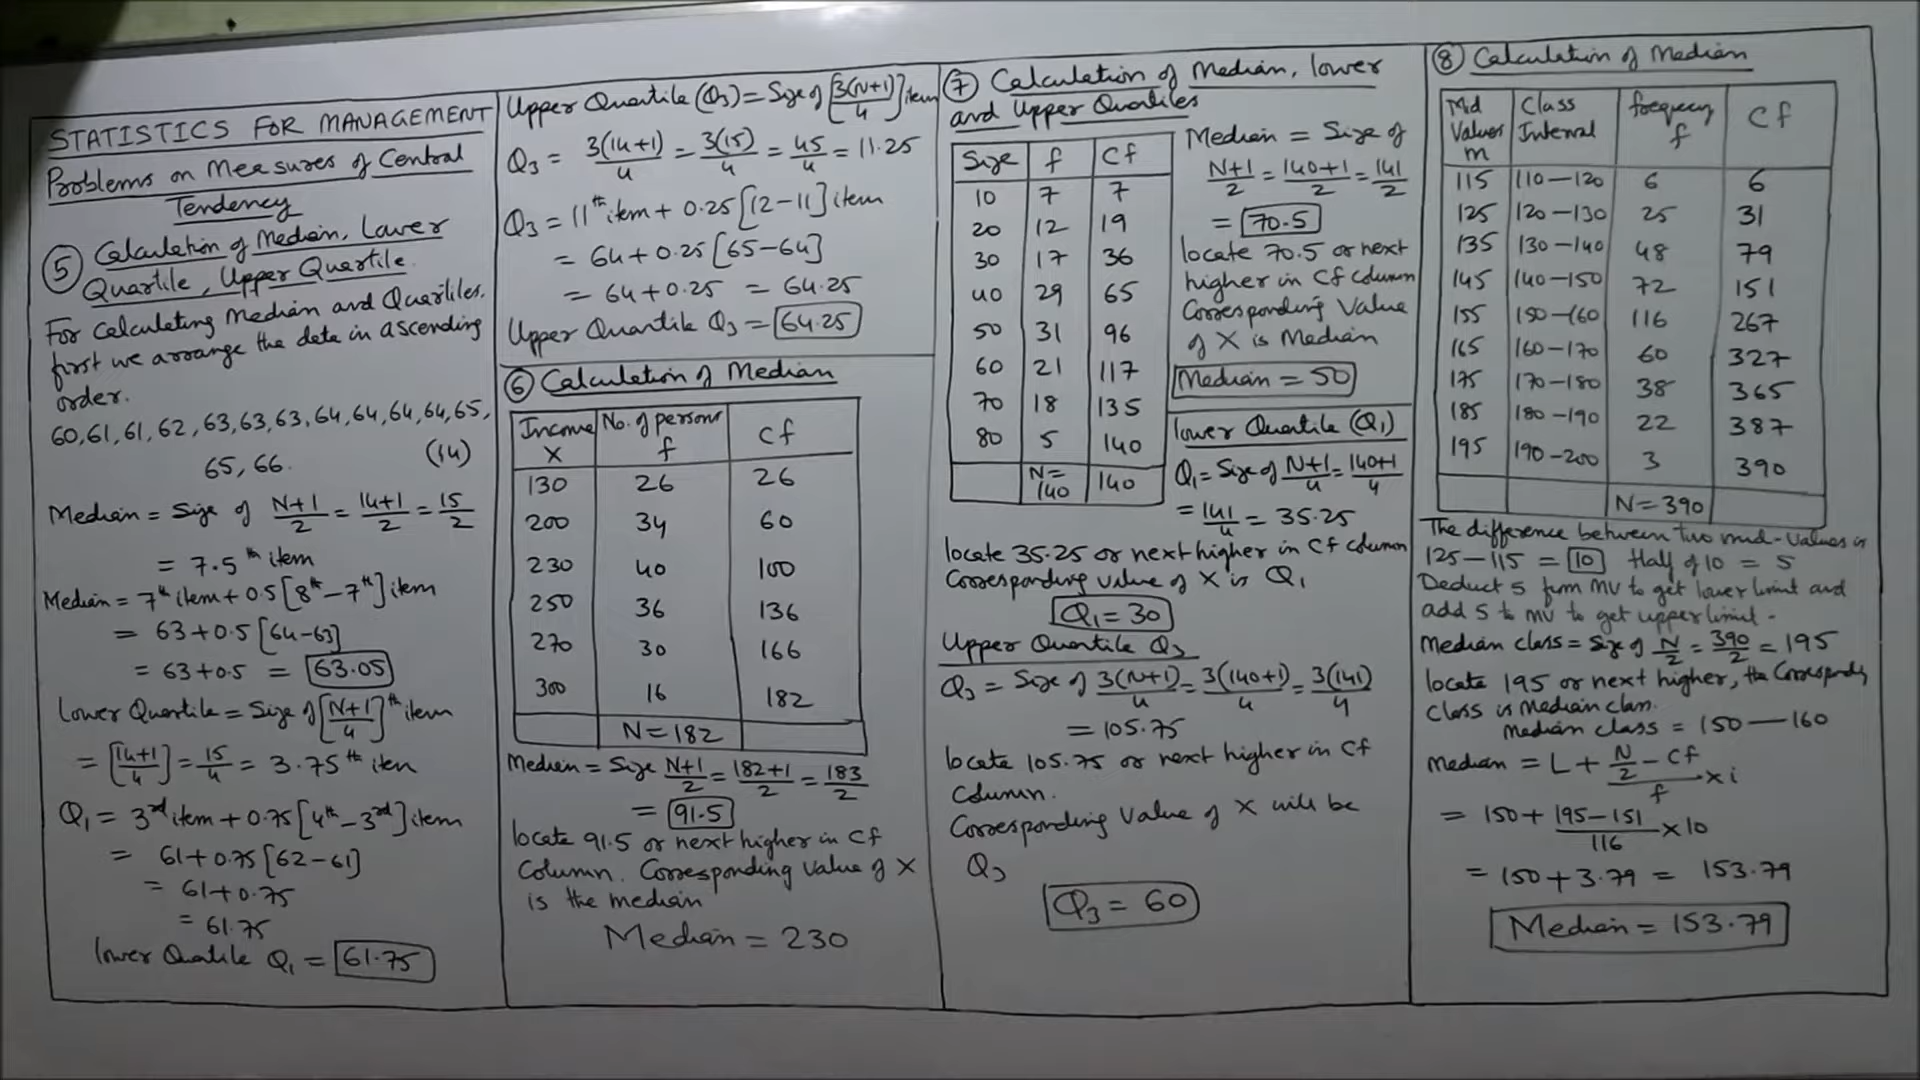 STATISTICS FOR MANAGEMENT
Problems on Measures of Central
Tendency
⑤ Calculation of Median, Lower
Quartile, Upper Quartile.
For calculating Median and Quartiles.
first we arrange the data in ascending
order.
60, 61, 61, 62, 63, 63, 63, 64, 64, 64, 64, 65,
65, 66. (14)
Median = Size of N+1/2 = 14+1/2 = 15/2
= 7.5th item
Median = 7th item + 0.5 [8th - 7th] item
= 63 + 0.5 [64-63]
= 63 + 0.5 = 63.05
Lower Quartile = Size of [N+1/4]th item
= [14+1/4] = 15/4 = 3.75th item
Q1 = 3rd item + 0.75 [4th - 3rd] item
= 61 + 0.75 [62-61]
= 61 + 0.75
= 61.75
lower Quatile Q1 = 61.75
Upper Quartile (Q3) = Size of [3(N+1)/4] item
Q3 = 3(14+1)/4 = 3(15)/4 = 45/4 = 11.25
Q3 = 11th item + 0.25 [12-11] item
= 64 + 0.25 [65-64]
= 64 + 0.25 = 64.25
Upper Quartile Q3 = 64.25
⑥ Calculation of Median
Income X | No. of persons f | Cf
130 26 26
200 34 60
230 40 100
250 36 136
270 30 166
300 16 182
N=182
Median = Size N+1/2 = 182+1/2 = 183/2
= 91.5
locate 91.5 or next higher in Cf
Column. Corresponding value of X
is the median
Median = 230
⑦ Calculation of Median, lower
and Upper Quartiles
Size f Cf
10 7 7
20 12 19
30 17 36
40 29 65
50 31 96
60 21 117
70 18 135
80 5 140
N=140 140
Median = Size of
N+1/2 = 140+1/2 = 141/2
= 70.5
locate 70.5 or next
higher in Cf column
Corresponding Value
of X is Median
Median = 50
lower Quartile (Q1)
Q1 = Size of N+1/4 = 140+1/4
= 141/4 = 35.25
locate 35.25 or next higher in Cf column
Corresponding value of X is Q1
Q1 = 30
Upper Quartile Q3
Q3 = Size of 3(N+1)/4 = 3(140+1)/4 = 3(141)/4
= 105.75
locate 105.75 or next higher in Cf
Column.
Corresponding Value of X will be
Q3
Q3 = 60
⑧ Calculation of Median
Mid Values m | Class Interval | frequency f | Cf
115 110-120 6 6
125 120-130 25 31
135 130-140 48 79
145 140-150 72 151
155 150-160 116 267
165 160-170 60 327
175 170-180 38 365
185 180-190 22 387
195 190-200 3 390
N=390
The difference between two mid-values is
125-115 = 10 Half of 10 = 5
Deduct 5 from MV to get lower limit and
add 5 to MV to get upper limit.
Median class = Size of N/2 = 390/2 = 195
locate 195 or next higher, the Corresponding
Class is Median class.
Median class = 150 — 160
Median = L + N/2 - Cf / f × i
= 150 + 195-151/116 × 10
= 150 + 3.79 = 153.79
Median = 153.79